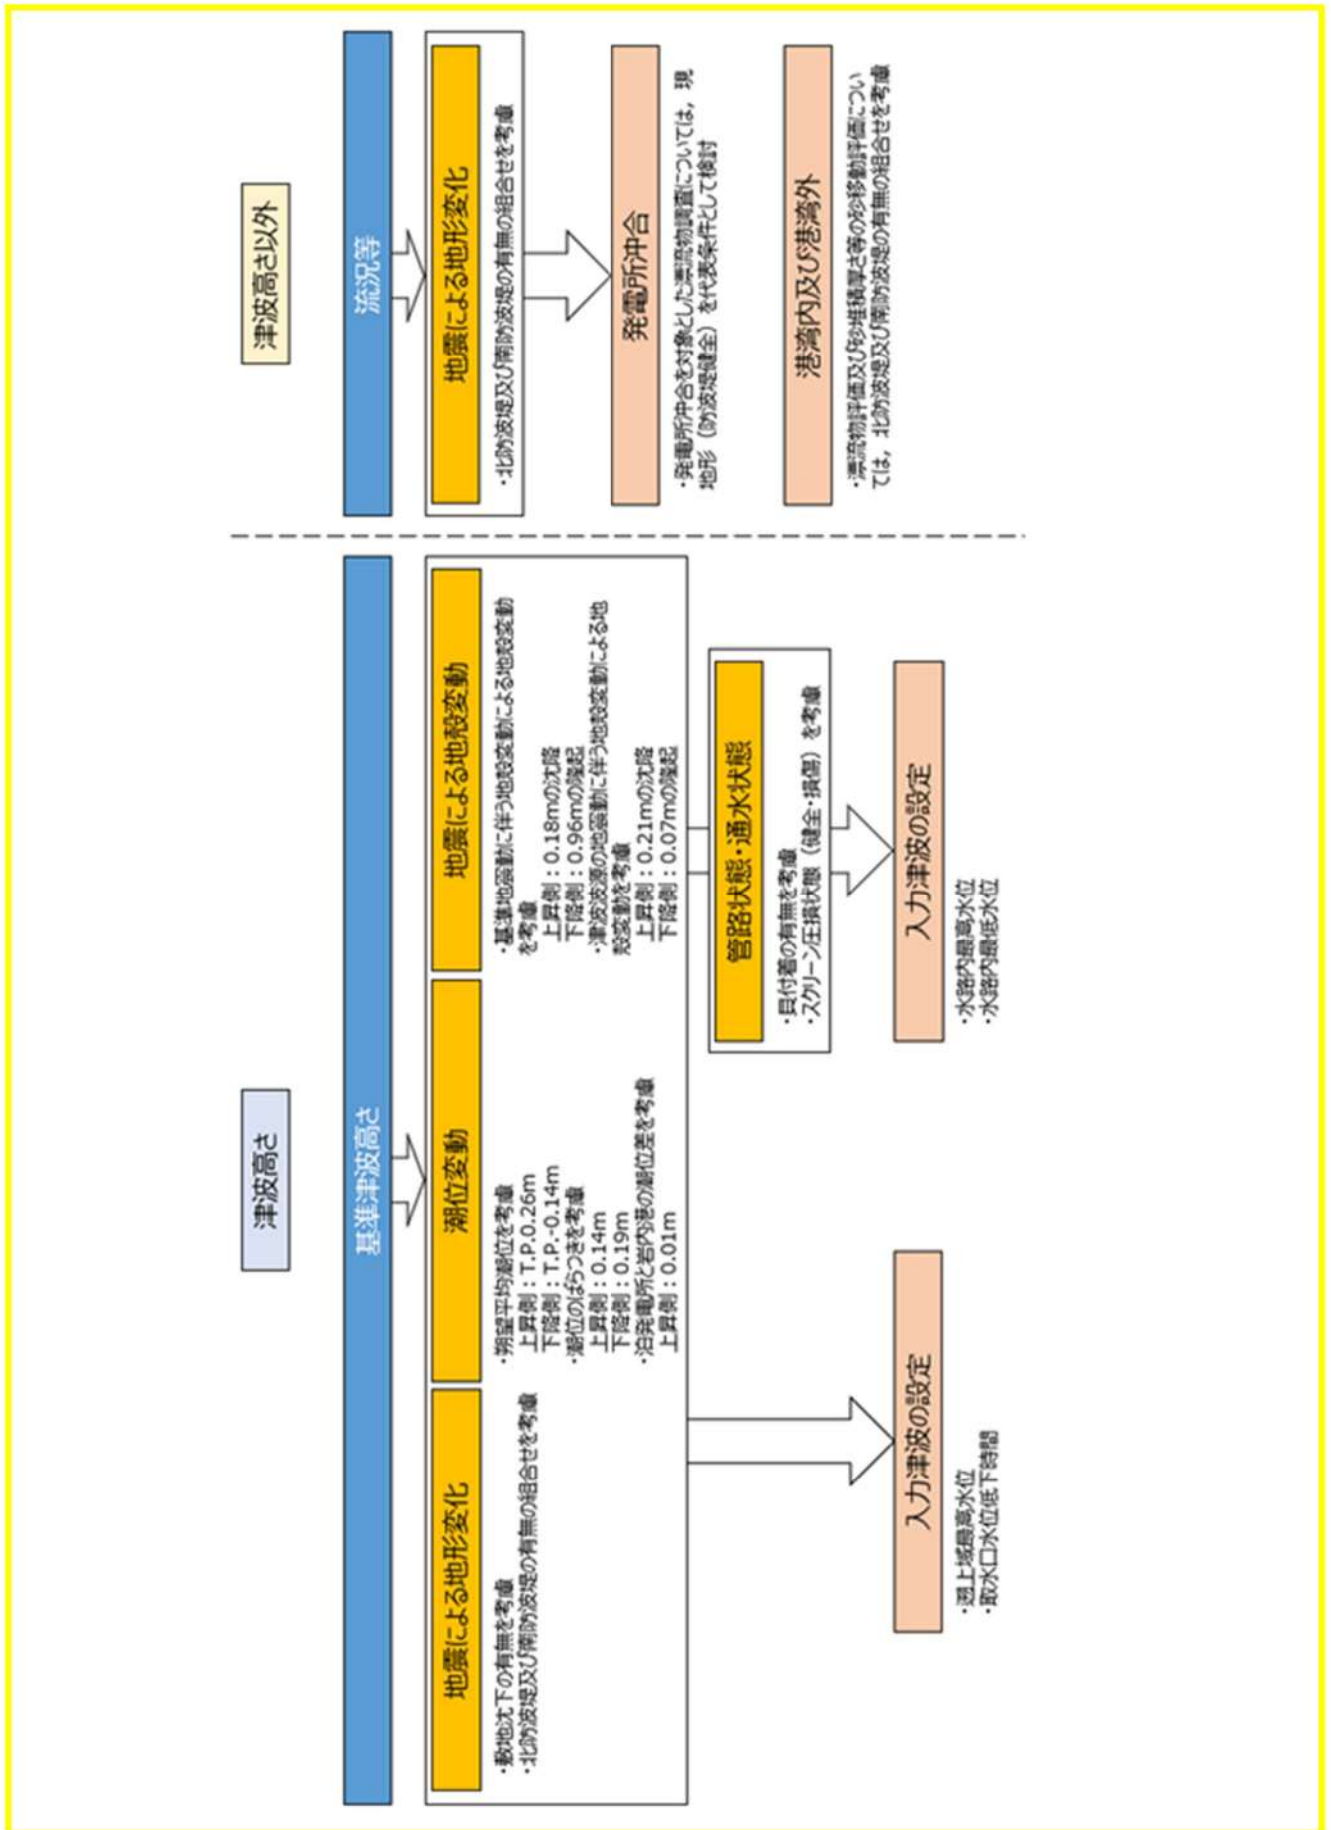 津波高さ
基準津波高さ
地震による地形変化
・敷地沈下の有無を考慮
・北防波堤及び南防波堤の有無の組合せを考慮
潮位変動
・朔望平均潮位を考慮
上昇側：T.P.0.26m
下降側：T.P.-0.14m
・潮位のばらつきを考慮
上昇側：0.14m
下降側：0.19m
・泊発電所と岩内港の潮位差を考慮
上昇側：0.01m
地震による地殻変動
・基準地震動に伴う地殻変動による地殻変動
を考慮
上昇側：0.18mの沈降
下降側：0.96mの隆起
・津波波源の地震動に伴う地殻変動による地
殻変動を考慮
上昇側：0.21mの沈降
下降側：0.07mの隆起
管路状態・通水状態
・貝付着の有無を考慮
・スクリーン圧損状態（健全・損傷）を考慮
入力津波の設定
・遡上域最高水位
・取水口水位低下時間
入力津波の設定
・水路内最高水位
・水路内最低水位
津波高さ以外
流況等
地震による地形変化
・北防波堤及び南防波堤の有無の組合せを考慮
発電所沖合
・発電所沖合を対象とした漂流物調査については，現
地形（防波堤健全）を代表条件として検討
港湾内及び港湾外
・漂流物評価及び砂堆積厚さ等の砂移動評価につい
ては，北防波堤及び南防波堤の有無の組合せを考慮